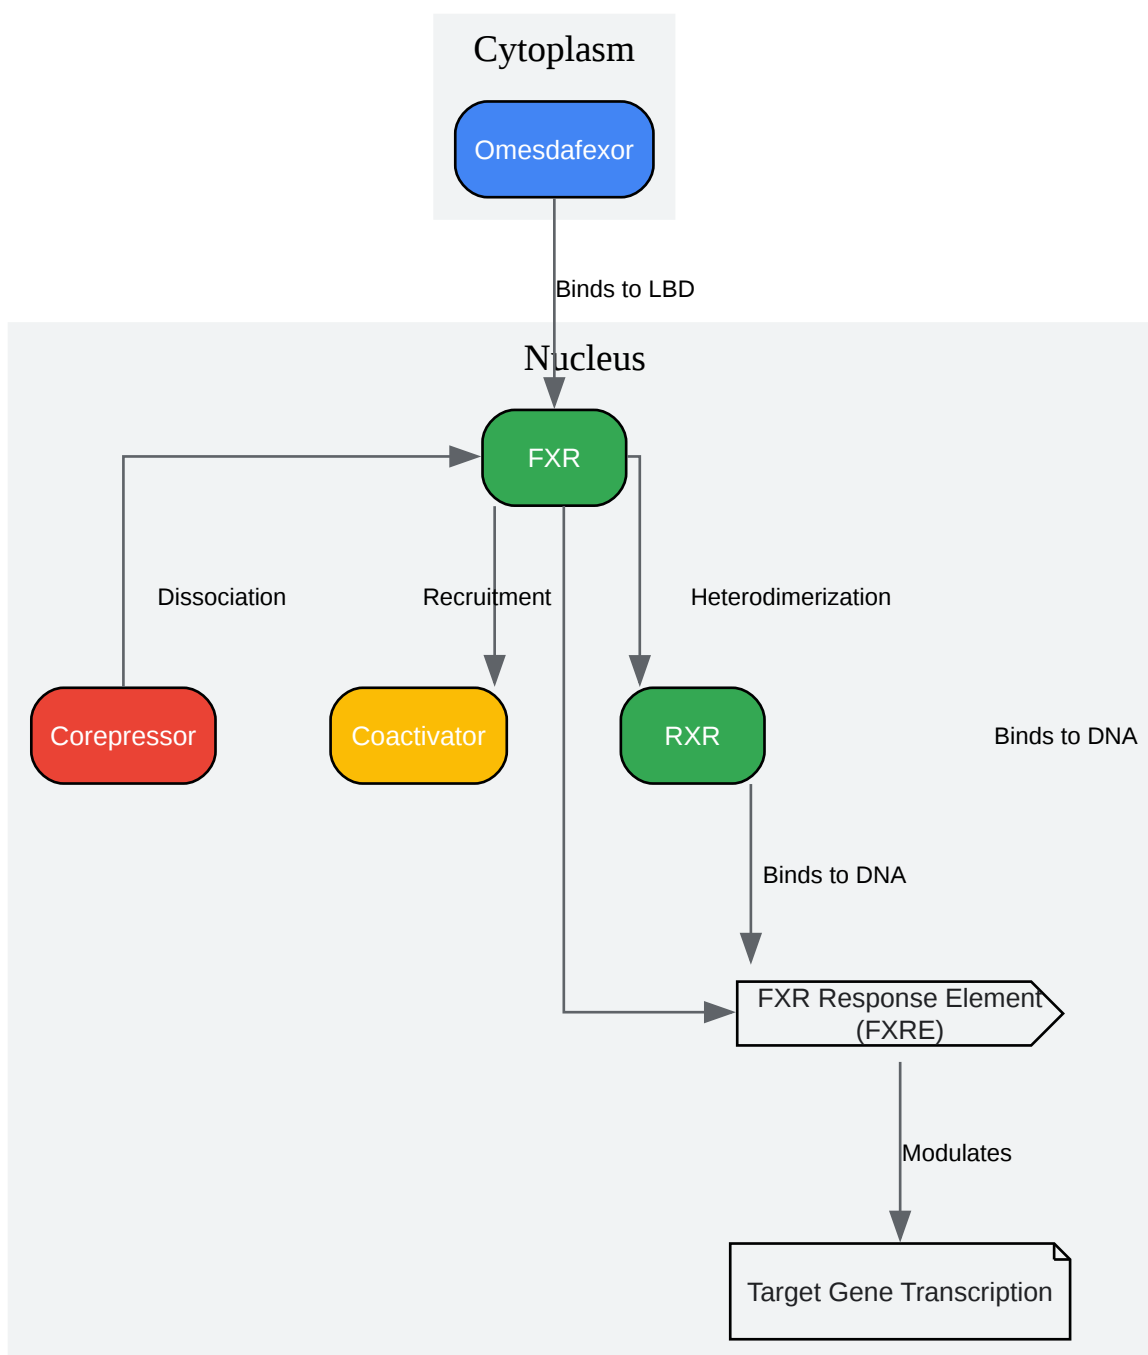 Cytoplasm
Omesdafexor
Binds to LBD
Nucleus
FXR
Dissociation
Recruitment
Heterodimerization
Corepressor
Coactivator
RXR
Binds to DNA
Binds to DNA
FXR Response Element
(FXRE)
Modulates
Target Gene Transcription